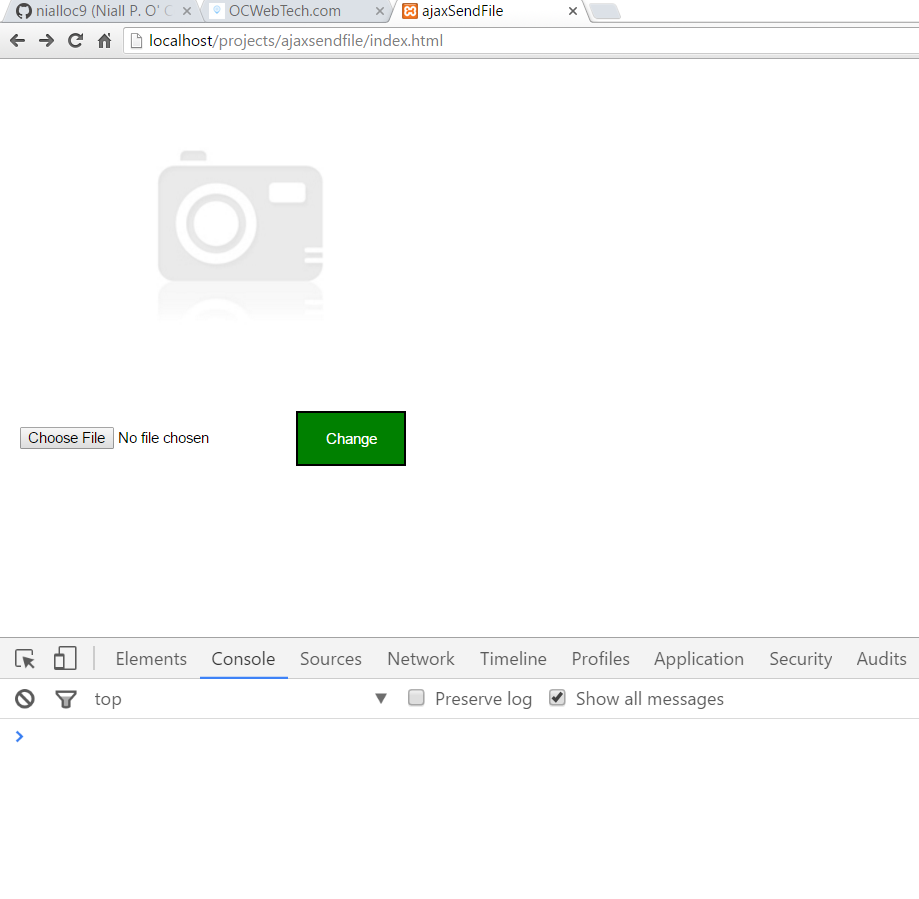 nialloc9 (Niall P. O' C
OCWebTech.com
ajaxSendFile
localhost/projects/ajaxsendfile/index.html
Choose File No file chosen
Change
Elements Console Sources Network Timeline Profiles Application Security Audits
top Preserve log Show all messages